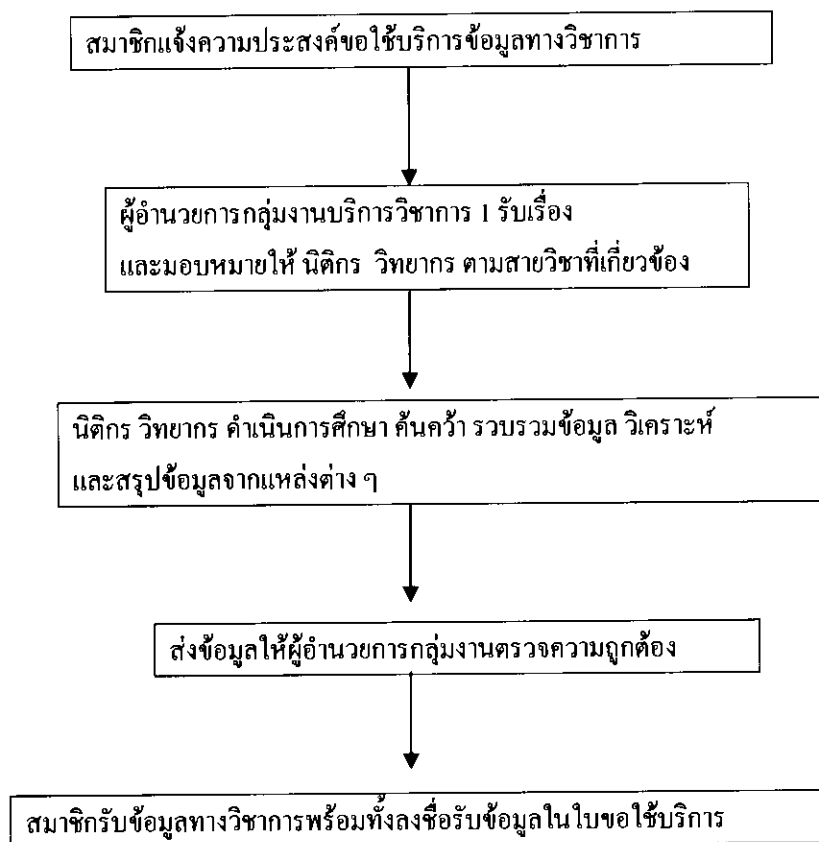 สมาชิกแจ้งความประสงค์ขอใช้บริการข้อมูลทางวิชาการ
ผู้อำนวยการกลุ่มงานบริการวิชาการ 1 รับเรื่อง
และมอบหมายให้ นิติกร วิทยากร ตามสายวิชาที่เกี่ยวข้อง
นิติกร วิทยากร ดำเนินการศึกษา ค้นคว้า รวบรวมข้อมูล วิเคราะห์
และสรุปข้อมูลจากแหล่งต่าง ๆ
ส่งข้อมูลให้ผู้อำนวยการกลุ่มงานตรวจความถูกต้อง
สมาชิกรับข้อมูลทางวิชาการพร้อมทั้งลงชื่อรับข้อมูลในใบขอใช้บริการ